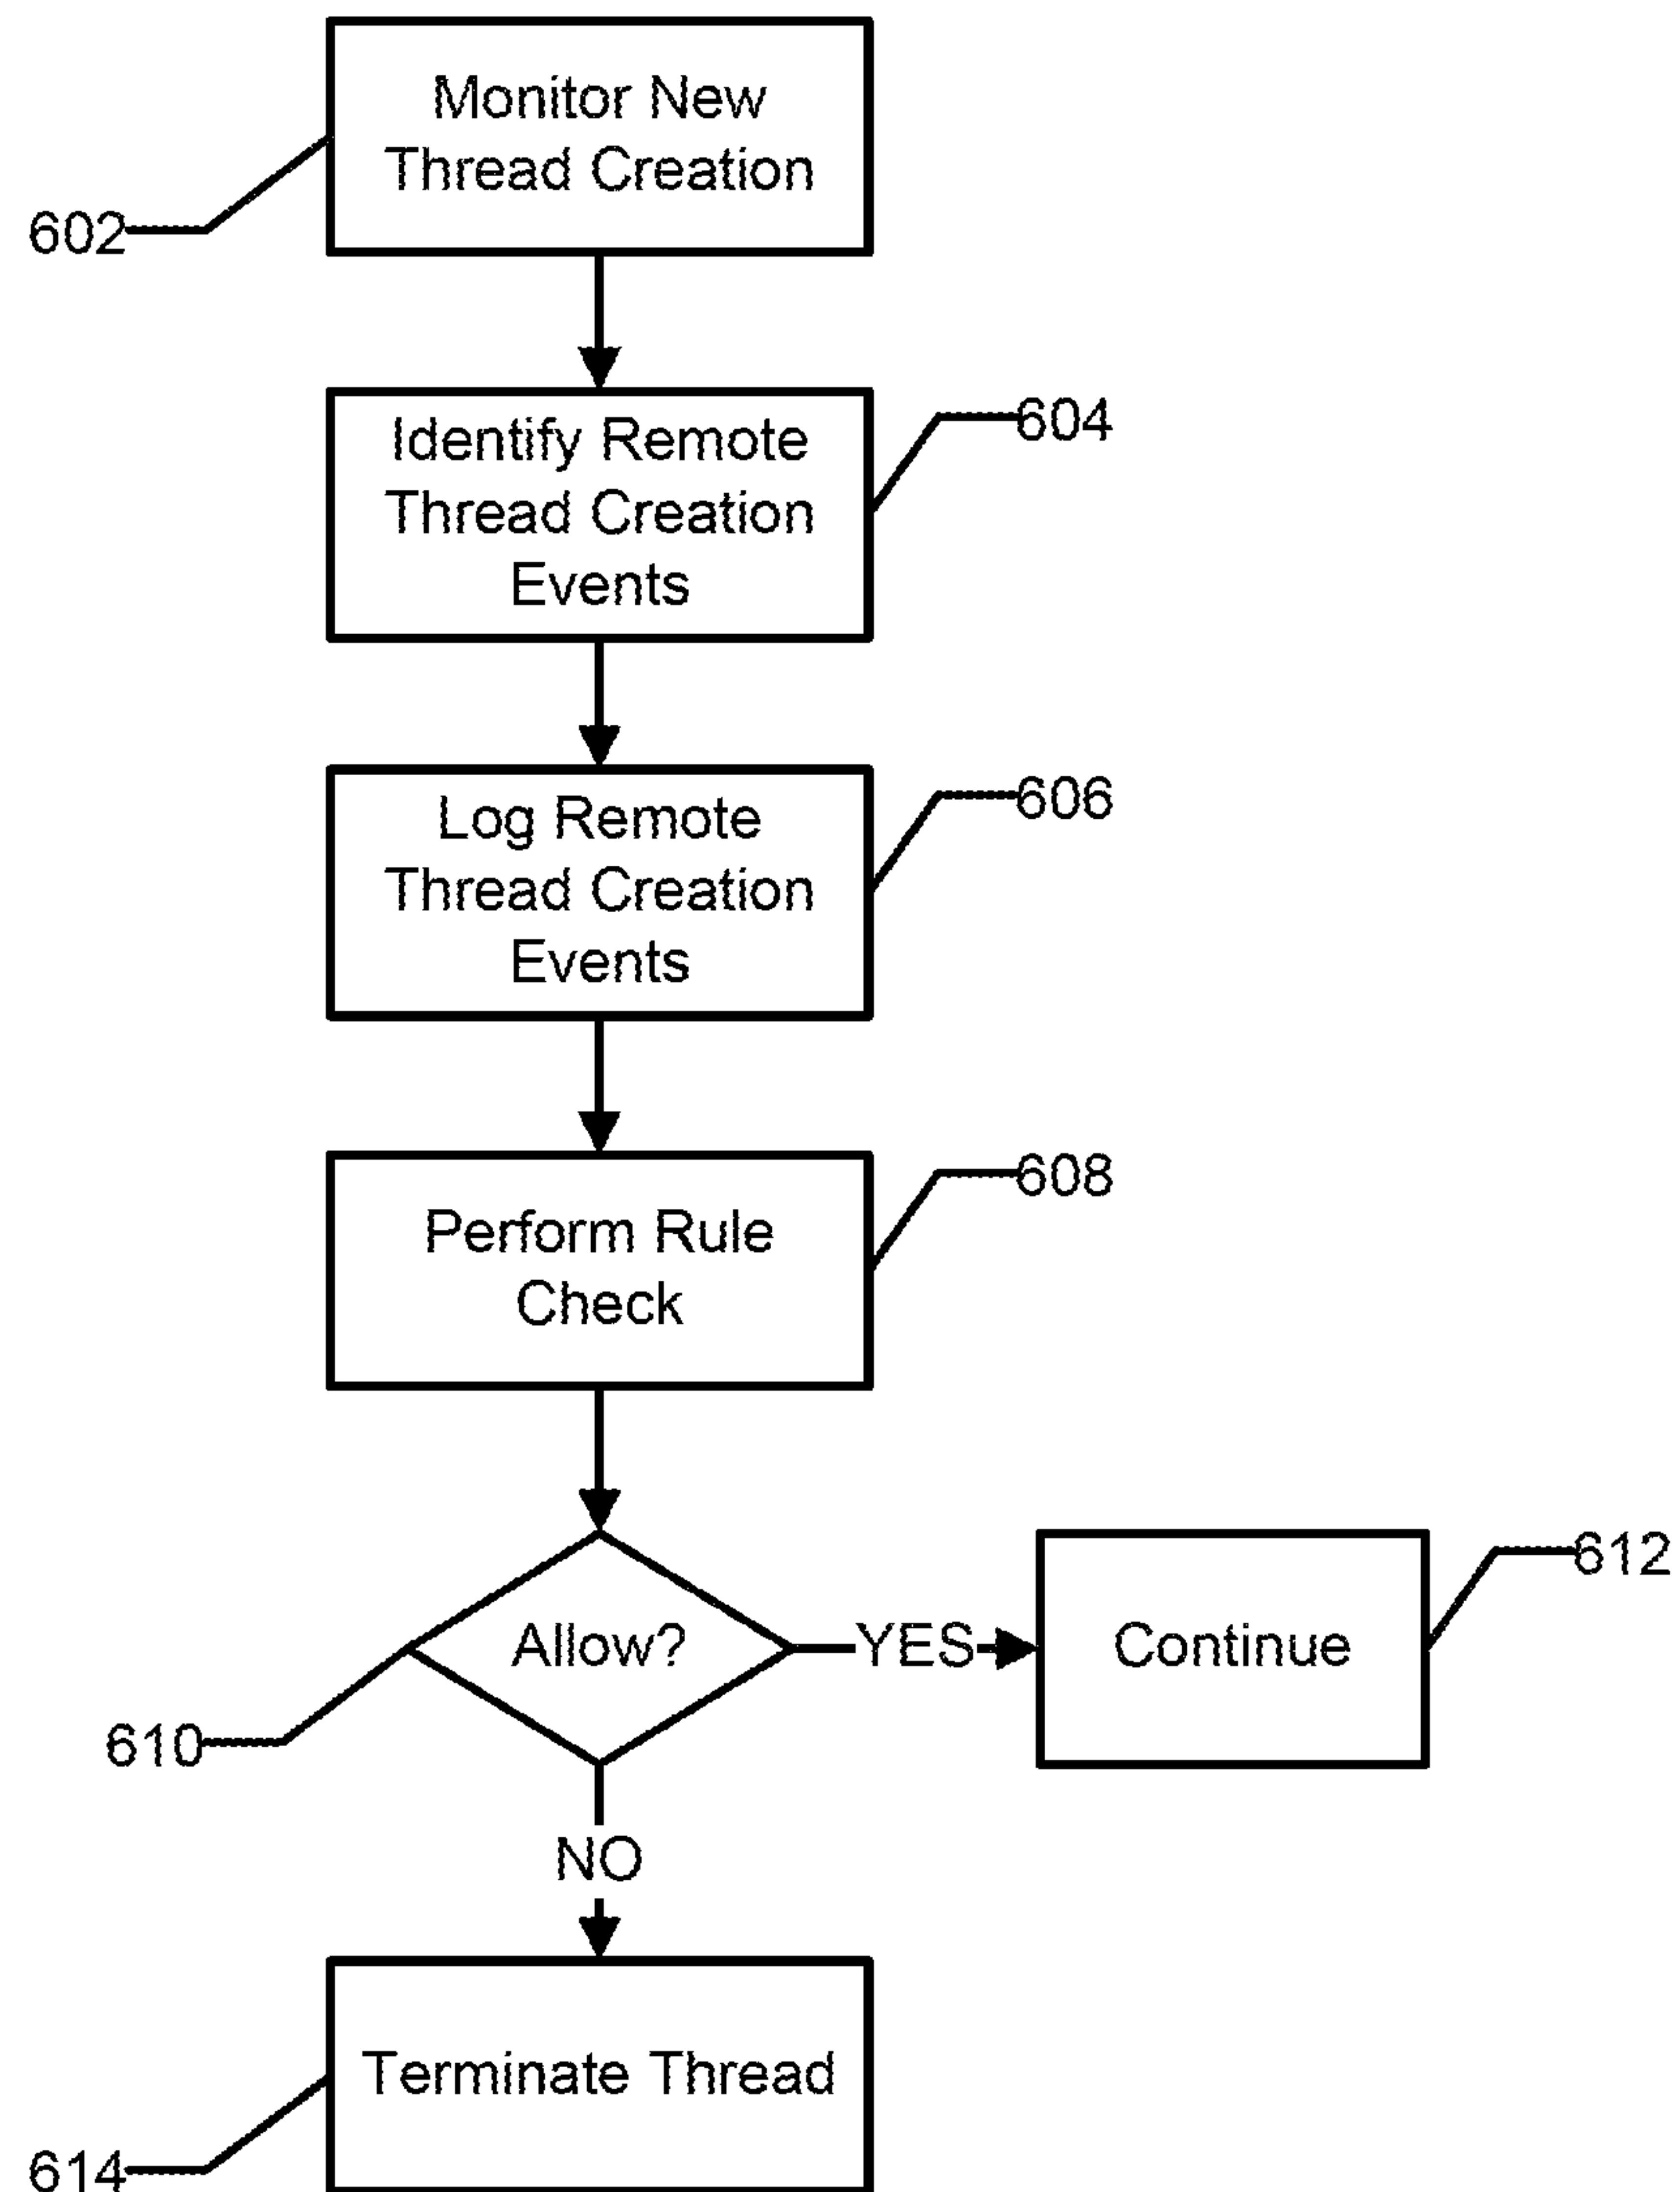 Monitor New
Thread Creation
602
Identify Remote
Thread Creation
Events
604
Log Remote
Thread Creation
Events
606
Perform Rule
Check
608
Allow?
YES
Continue
612
610
NO
Terminate Thread
614